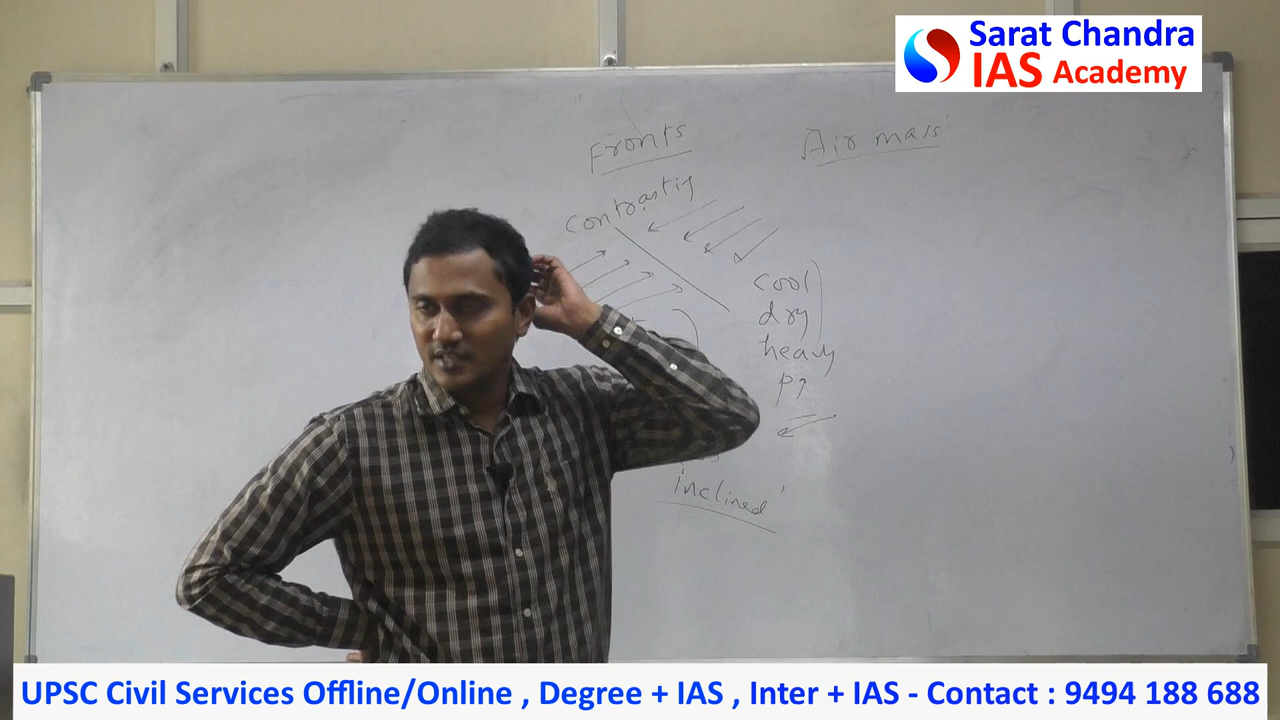 Sarat Chandra
IAS Academy
Fronts
Air mass
contrasting
cool
dry
heavy
inclined
UPSC Civil Services Offline/Online , Degree + IAS , Inter + IAS - Contact : 9494 188 688